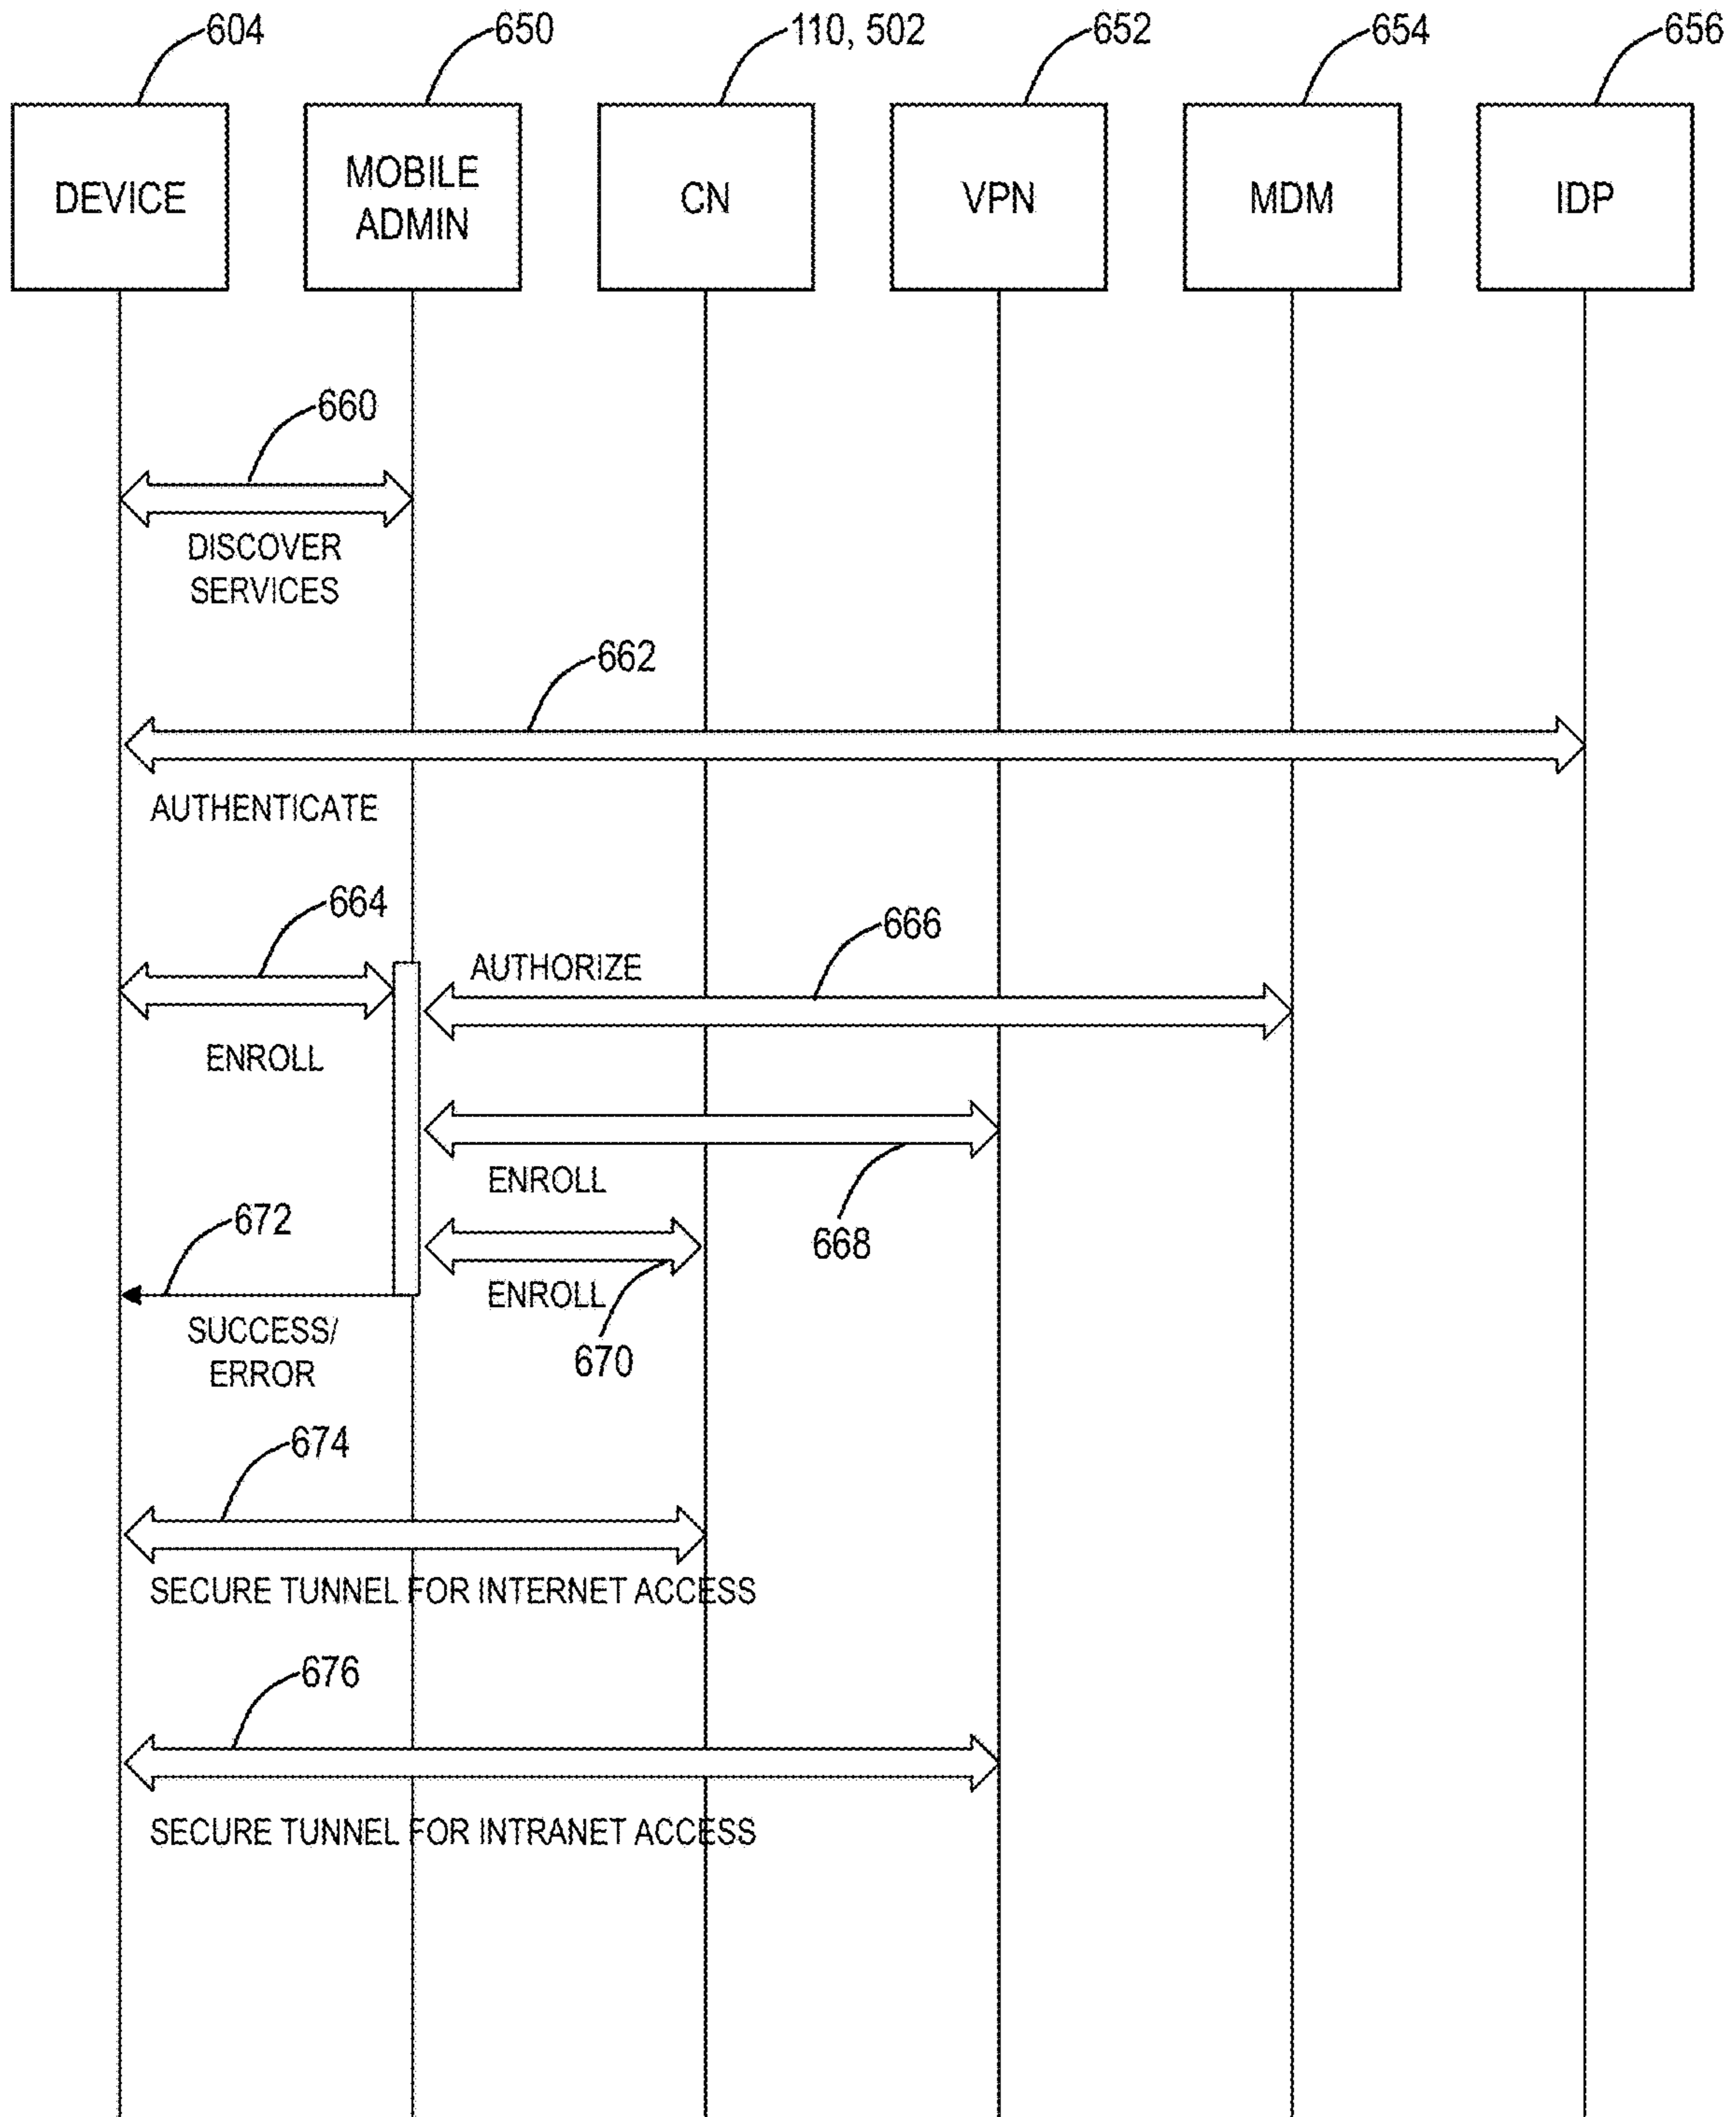 604
650
110, 502
652
654
656
DEVICE
MOBILE
ADMIN
CN
VPN
MDM
IDP
660
DISCOVER
SERVICES
662
AUTHENTICATE
664
666
AUTHORIZE
ENROLL
ENROLL
668
672
ENROLL
SUCCESS/
ERROR
670
674
SECURE TUNNEL FOR INTERNET ACCESS
676
SECURE TUNNEL FOR INTRANET ACCESS